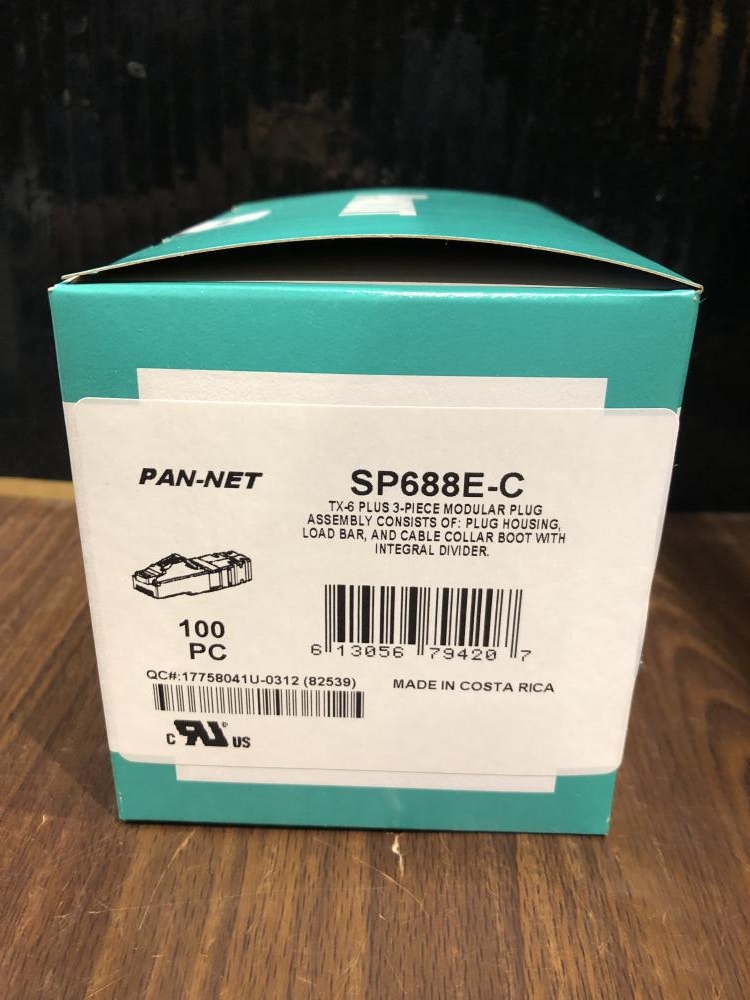 PAN-NET
SP688E-C
TX-6 PLUS 3-PIECE MODULAR PLUG
ASSEMBLY CONSISTS OF: PLUG HOUSING,
LOAD BAR, AND CABLE COLLAR BOOT WITH
INTEGRAL DIVIDER.
100
PC
6 13056 79420 7
QC#:17758041U-0312 (82539)
MADE IN COSTA RICA
C RU® US